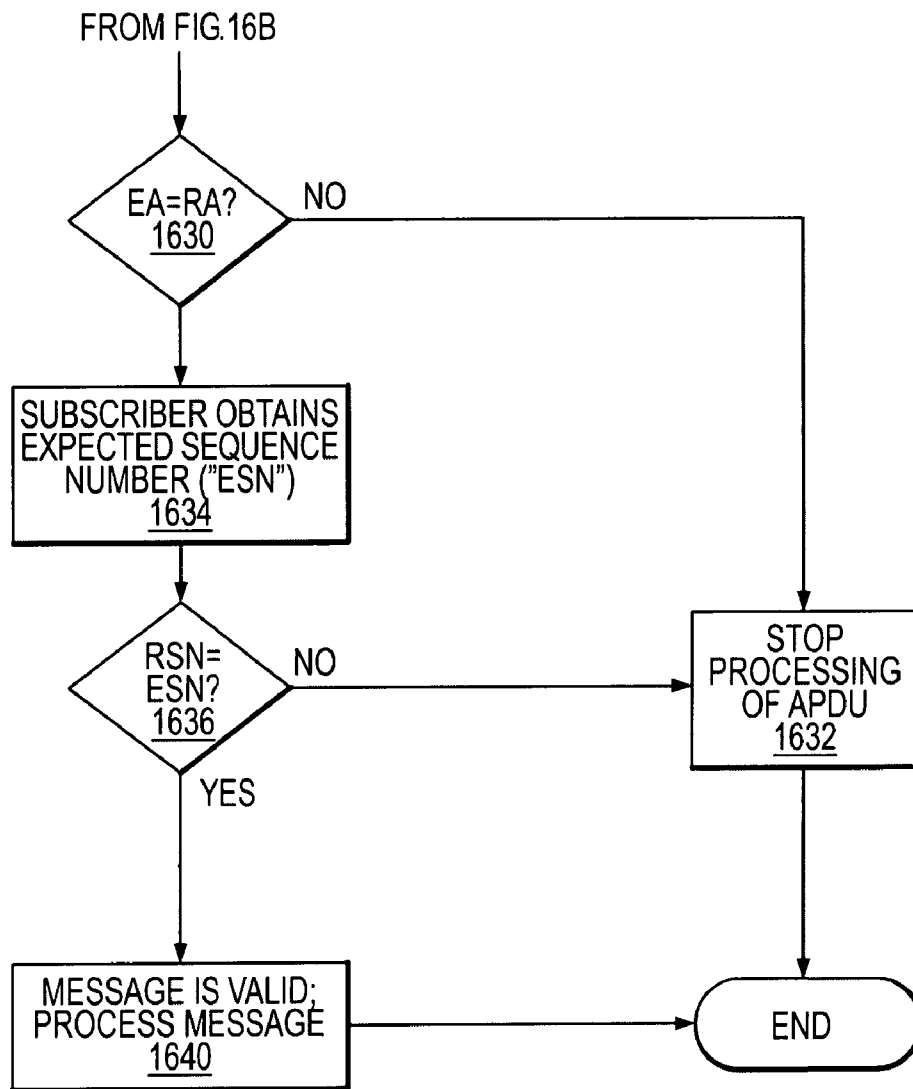 FROM FIG.16B
EA=RA?
1630
NO
SUBSCRIBER OBTAINS
EXPECTED SEQUENCE
NUMBER ("ESN")
1634
RSN=
ESN?
1636
NO
YES
STOP
PROCESSING
OF APDU
1632
MESSAGE IS VALID;
PROCESS MESSAGE
1640
END